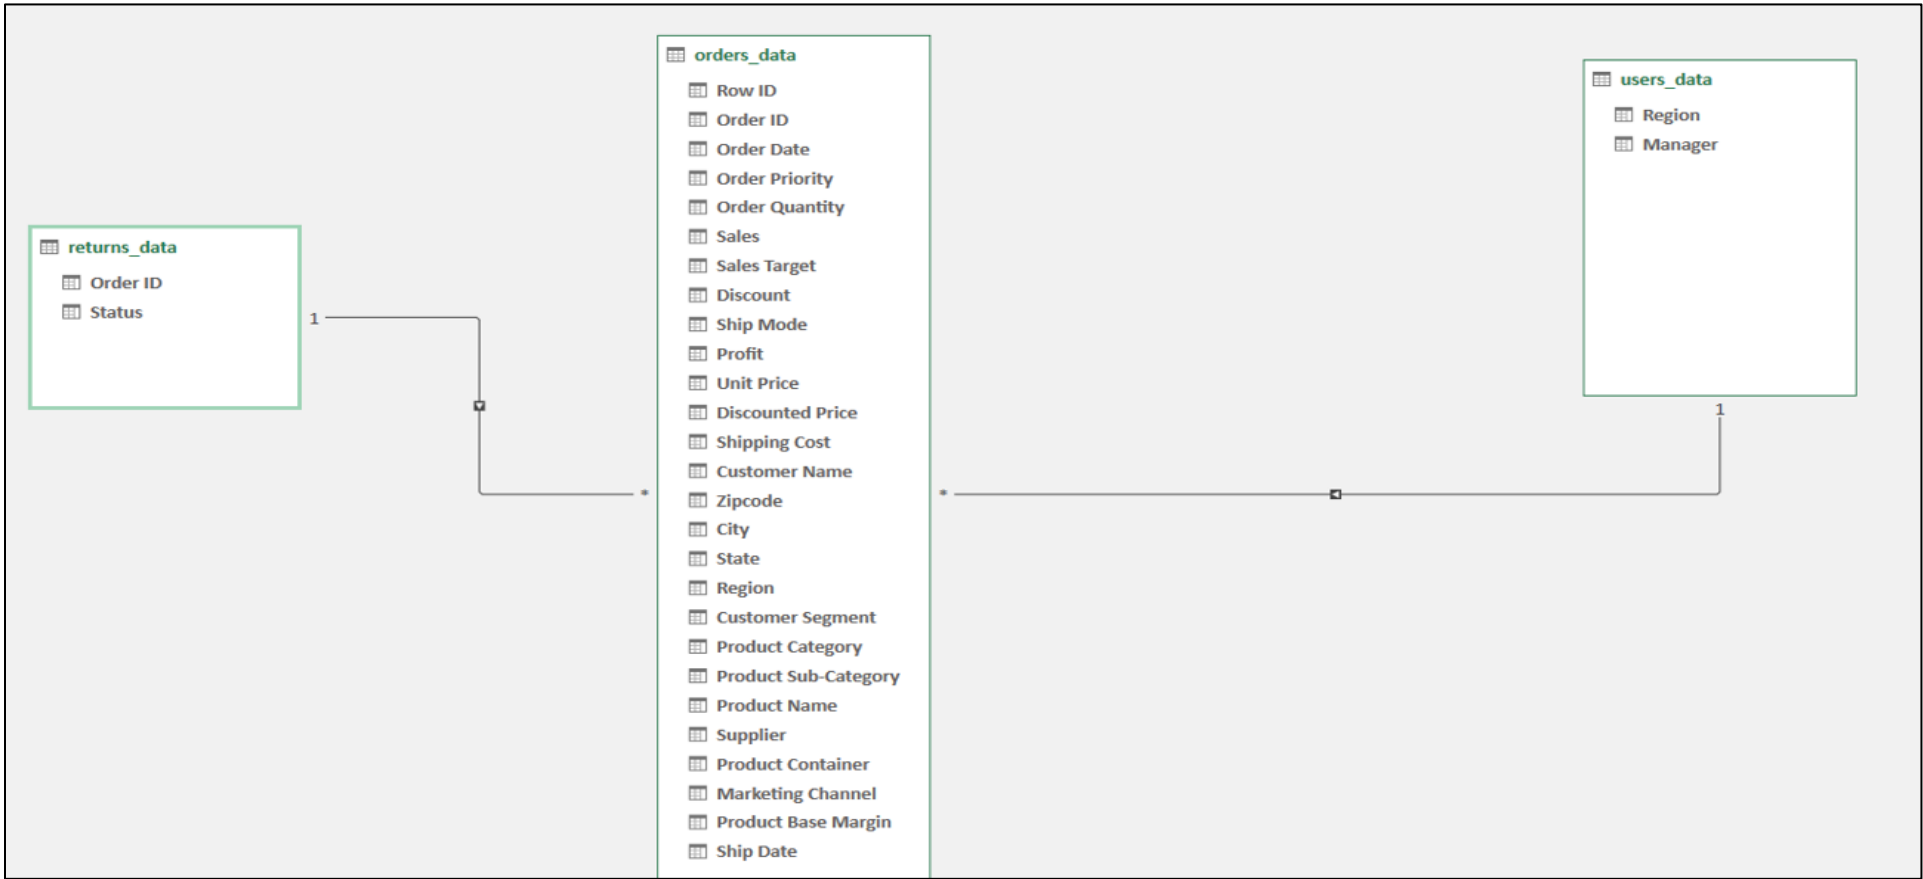 orders_data
Row ID
Order ID
Order Date
Order Priority
Order Quantity
Sales
Sales Target
Discount
Ship Mode
Profit
Unit Price
Discounted Price
Shipping Cost
Customer Name
Zipcode
City
State
Region
Customer Segment
Product Category
Product Sub-Category
Product Name
Supplier
Product Container
Marketing Channel
Product Base Margin
Ship Date
users_data
Region
Manager
returns_data
Order ID
Status
1
*
*
1